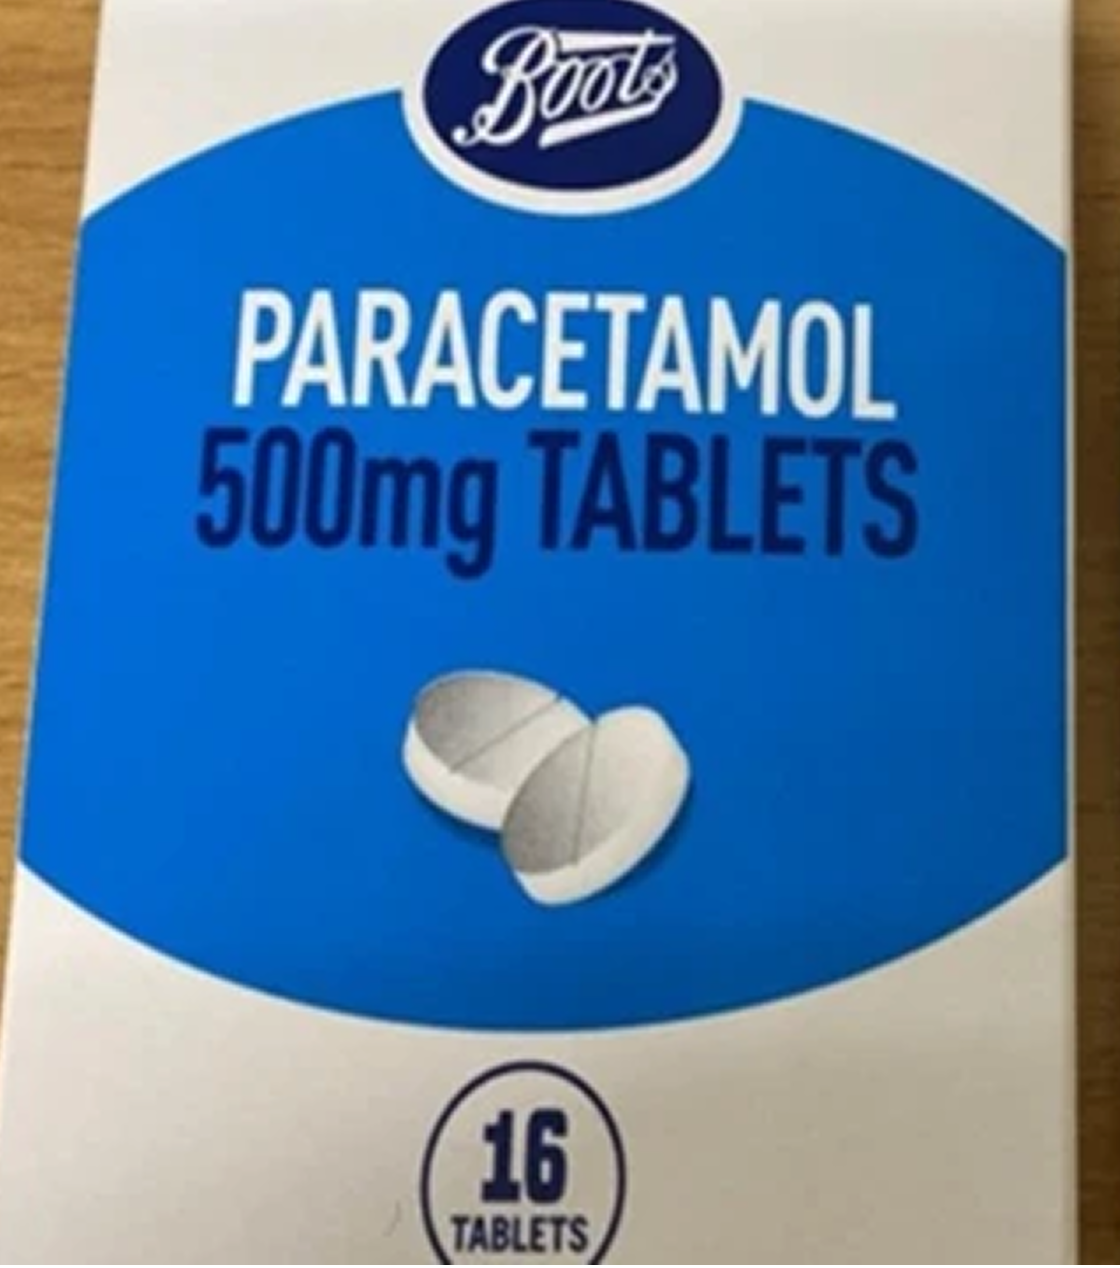 Boots
PARACETAMOL
500mg TABLETS
16
TABLETS